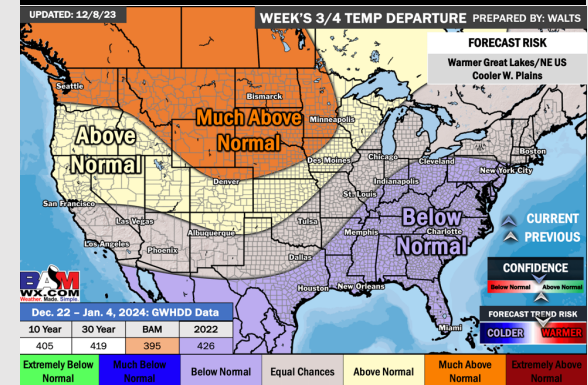 UPDATED: 12/8/23
WEEK'S 3/4 TEMP DEPARTURE PREPARED BY: WALTS
FORECAST RISK
Warmer Great Lakes/NE US
Cooler W. Plains
Seattle
Bismarck
Much Above
Normal
Minneapolis
Above
Normal
Boston
Des Moines
Chicago
Cleveland
New York City
Denver
Indianapolis
San Francisco
St. Louis
Below
Normal
CURRENT
PREVIOUS
Las Vegas
Tulsa
Albuquerque
Memphis
Charlotte
Los Angeles
Phoenix
Dallas
CONFIDENCE
Below Normal Above Normal
BAM
WX.COM
Weather Made Simple.
Houston
New Orleans
Dec. 22 – Jan. 4, 2024: GWHDD Data
10 Year 30 Year BAM 2022
405 419 395 426
Miami
FORECAST TREND RISK
COLDER WARMER
Extremely Below
Normal
Much Below
Normal
Below Normal
Equal Chances
Above Normal
Much Above
Normal
Extremely Above
Normal